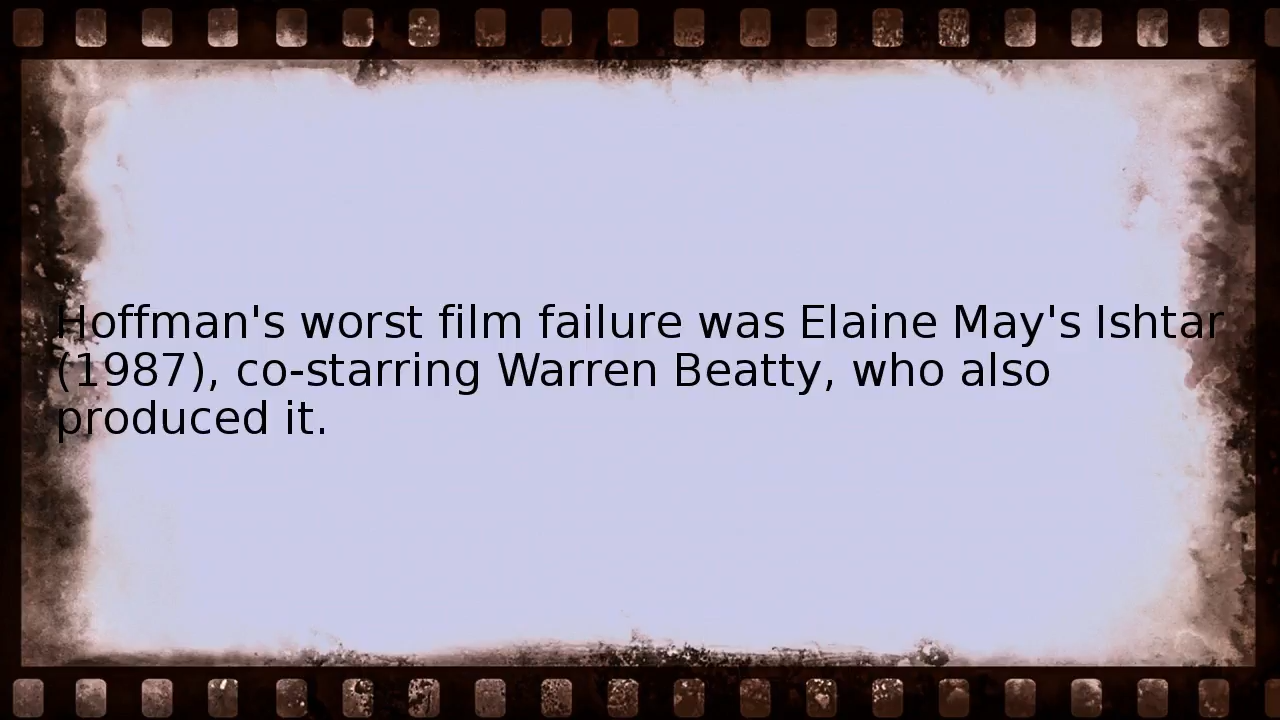 Hoffman's worst film failure was Elaine May's Ishtar
(1987), co-starring Warren Beatty, who also
produced it.